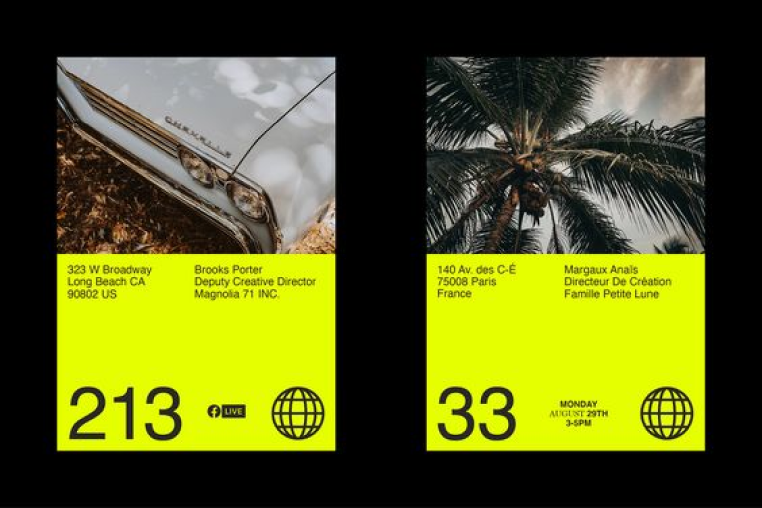 CHEVELLE
323 W Broadway
Long Beach CA
90802 US
Brooks Porter
Deputy Creative Director
Magnolia 71 INC.
213
LIVE
140 Av. des C-É
75008 Paris
France
Margaux Anaïs
Directeur De Création
Famille Petite Lune
33
MONDAY
AUGUST 29TH
3-5PM